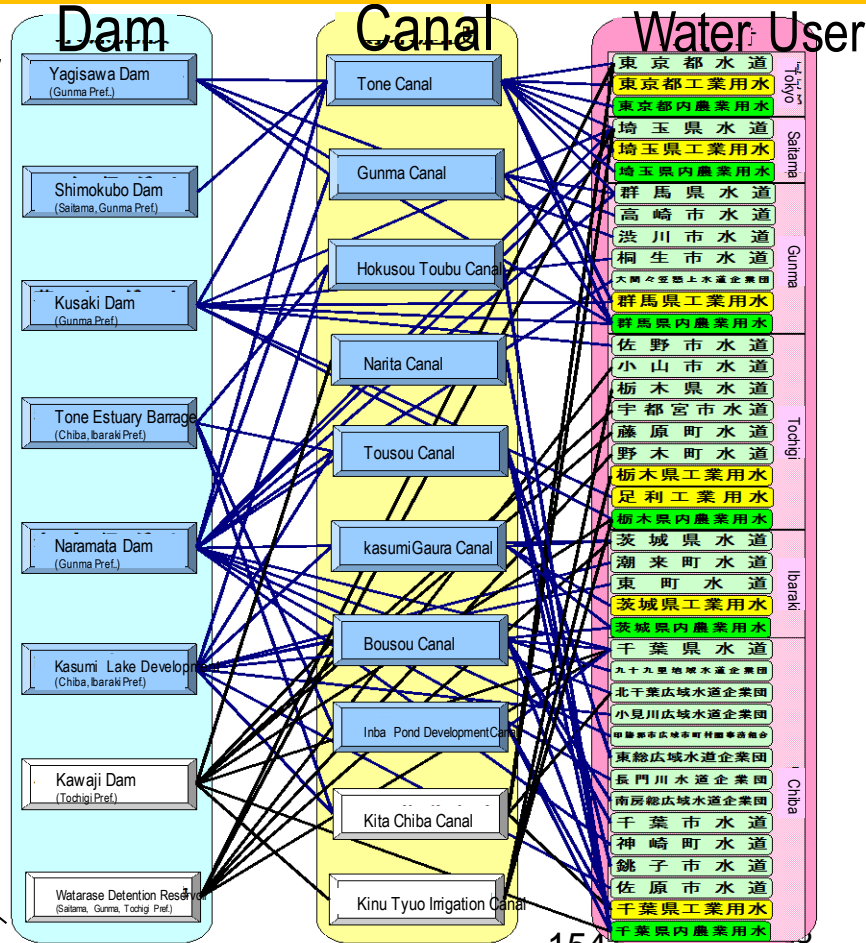 Dam
Canal
Water User
Yagisawa Dam
(Gunma Pref.)
Shimokubo Dam
(Saitama, Gunma Pref.)
Kusaki Dam
(Gunma Pref.)
Tone Estuary Barrage
(Chiba, Ibaraki Pref.)
Naramata Dam
(Gunma Pref.)
Kasumi Lake Development
(Chiba, Ibaraki Pref.)
Kawaji Dam
(Tochigi Pref.)
Watarase Detention Reservoir
(Saitama, Gunma, Tochigi Pref.)
Tone Canal
Gunma Canal
Hokusou Toubu Canal
Narita Canal
Tousou Canal
kasumiGaura Canal
Bousou Canal
Inba Pond Development Canal
Kita Chiba Canal
Kinu Tyuo Irrigation Canal
東京都水道
東京都工業用水
東京都内農業用水
Tokyo
埼玉県水道
埼玉県工業用水
埼玉県内農業用水
Saitama
群馬県水道
高崎市水道
渋川市水道
桐生市水道
大間々笠懸上水道企業団
群馬県工業用水
群馬県内農業用水
Gunma
佐野市水道
小山市水道
栃木県水道
宇都宮市水道
藤原町水道
野木町水道
栃木県工業用水
足利工業用水
栃木県内農業用水
Tochigi
茨城県水道
潮来町水道
東町水道
茨城県工業用水
茨城県内農業用水
Ibaraki
千葉県水道
九十九里地域水道企業団
北千葉広域水道企業団
小見川広域水道企業団
東総広域水道企業団
長門川水道企業団
南房総広域水道企業団
千葉市水道
神崎町水道
銚子市水道
佐原市水道
千葉県工業用水
千葉県内農業用水
Chiba